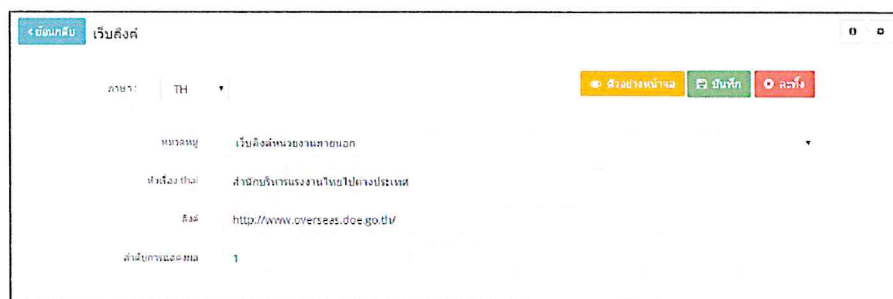 <ย้อนกลับ เว็บลิงค์
ภาษา : TH
ตัวอย่างหน้าจอ บันทึก ละทิ้ง
หมวดหมู่ เว็บลิงค์หน่วยงานภายนอก
หัวเรื่อง thai สำนักบริหารแรงงานไทยไปต่างประเทศ
ลิงค์ http://www.overseas.doe.go.th/
ลำดับการแสดงผล 1